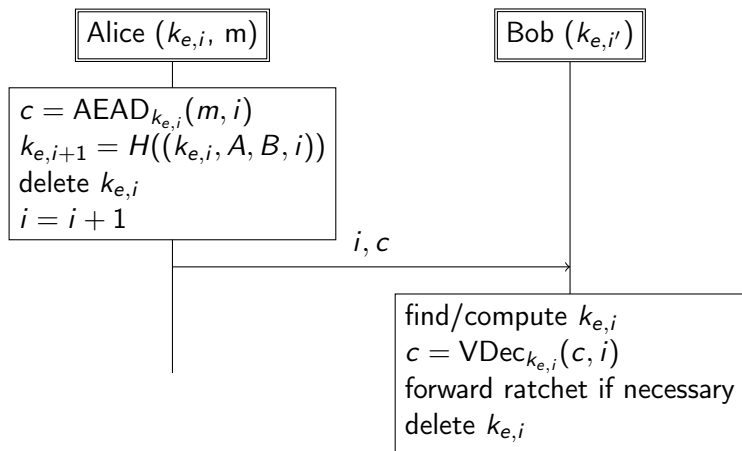 Alice (k_{e,i}, m)
Bob (k_{e,i'})
c = AEAD_{k_{e,i}}(m, i)
k_{e,i+1} = H((k_{e,i}, A, B, i))
delete k_{e,i}
i = i + 1
i, c
find/compute k_{e,i}
c = VDec_{k_{e,i}}(c, i)
forward ratchet if necessary
delete k_{e,i}